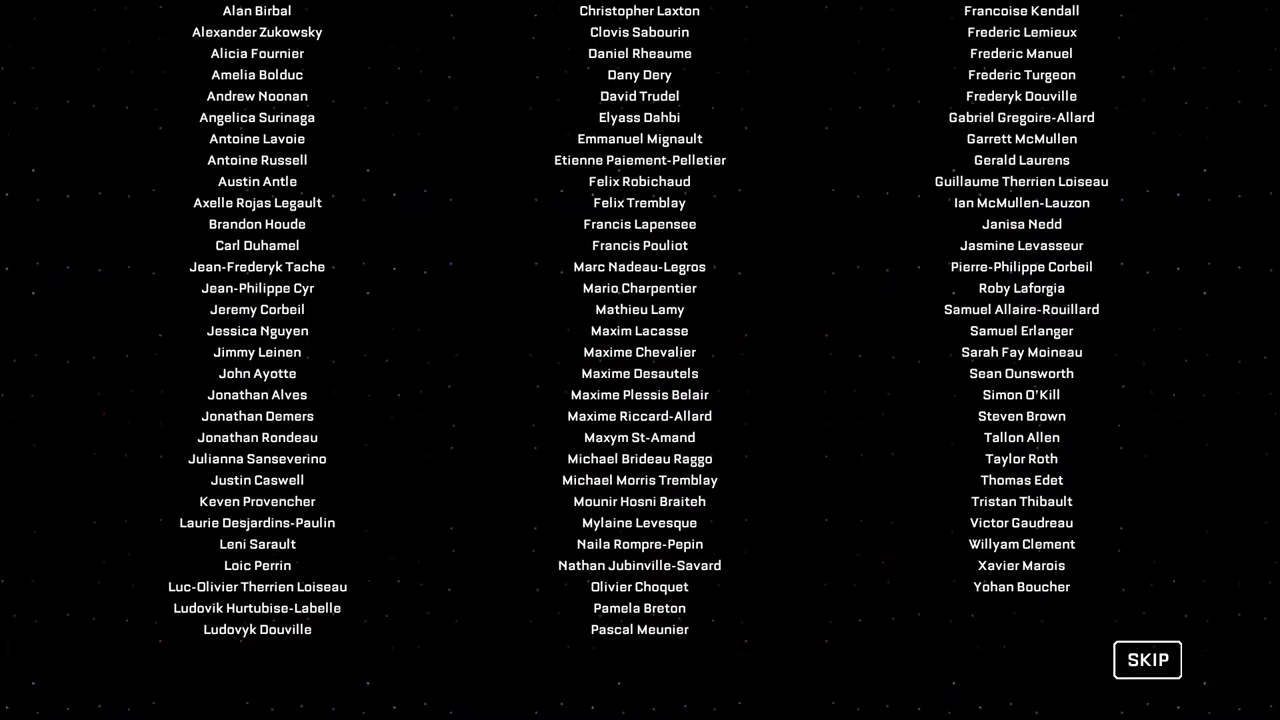 Alan Birbal
Alexander Zukowsky
Alicia Fournier
Amelia Bolduc
Andrew Noonan
Angelica Surinaga
Antoine Lavoie
Antoine Russell
Austin Antle
Axelle Rojas Legault
Brandon Houde
Carl Duhamel
Jean-Frederyk Tache
Jean-Philippe Cyr
Jeremy Corbeil
Jessica Nguyen
Jimmy Leinen
John Ayotte
Jonathan Alves
Jonathan Demers
Jonathan Rondeau
Julianna Sanseverino
Justin Caswell
Keven Provencher
Laurie Desjardins-Paulin
Leni Sarault
Loic Perrin
Luc-Olivier Therrien Loiseau
Ludovik Hurtubise-Labelle
Ludovyk Douville
Christopher Laxton
Clovis Sabourin
Daniel Rheaume
Dany Dery
David Trudel
Elyass Dahbi
Emmanuel Mignault
Etienne Paiement-Pelletier
Felix Robichaud
Felix Tremblay
Francis Lapensee
Francis Pouliot
Marc Nadeau-Legros
Mario Charpentier
Mathieu Lamy
Maxim Lacasse
Maxime Chevalier
Maxime Desautels
Maxime Plessis Belair
Maxime Riccard-Allard
Maxym St-Amand
Michael Brideau Raggo
Michael Morris Tremblay
Mounir Hosni Braiteh
Mylaine Levesque
Naila Rompre-Pepin
Nathan Jubinville-Savard
Olivier Choquet
Pamela Breton
Pascal Meunier
Francoise Kendall
Frederic Lemieux
Frederic Manuel
Frederic Turgeon
Frederyk Douville
Gabriel Gregoire-Allard
Garrett McMullen
Gerald Laurens
Guillaume Therrien Loiseau
Ian McMullen-Lauzon
Janisa Nedd
Jasmine Levasseur
Pierre-Philippe Corbeil
Roby Laforgia
Samuel Allaire-Rouillard
Samuel Erlanger
Sarah Fay Moineau
Sean Ounsworth
Simon O'Kill
Steven Brown
Tallon Allen
Taylor Roth
Thomas Edet
Tristan Thibault
Victor Gaudreau
Willyam Clement
Xavier Marois
Yohan Boucher
SKIP